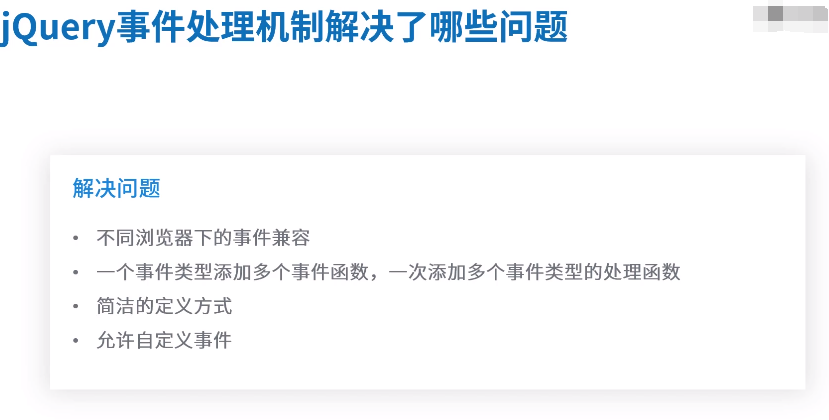 jQuery事件处理机制解决了哪些问题
解决问题
• 不同浏览器下的事件兼容
• 一个事件类型添加多个事件函数，一次添加多个事件类型的处理函数
• 简洁的定义方式
• 允许自定义事件